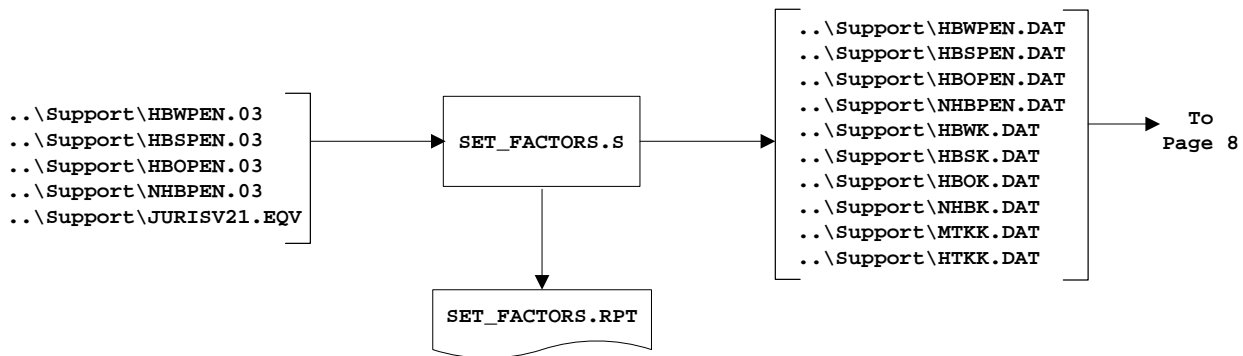 ..\Support\HBWPEN.03
..\Support\HBSPEN.03
..\Support\HBOPEN.03
..\Support\NHBPEN.03
..\Support\JURISV21.EQV
SET_FACTORS.S
SET_FACTORS.RPT
..\Support\HBWPEN.DAT
..\Support\HBSPEN.DAT
..\Support\HBOPEN.DAT
..\Support\NHBPEN.DAT
..\Support\HBWK.DAT
..\Support\HBSK.DAT
..\Support\HBOK.DAT
..\Support\NHBK.DAT
..\Support\MTKK.DAT
..\Support\HTKK.DAT
To
Page 8